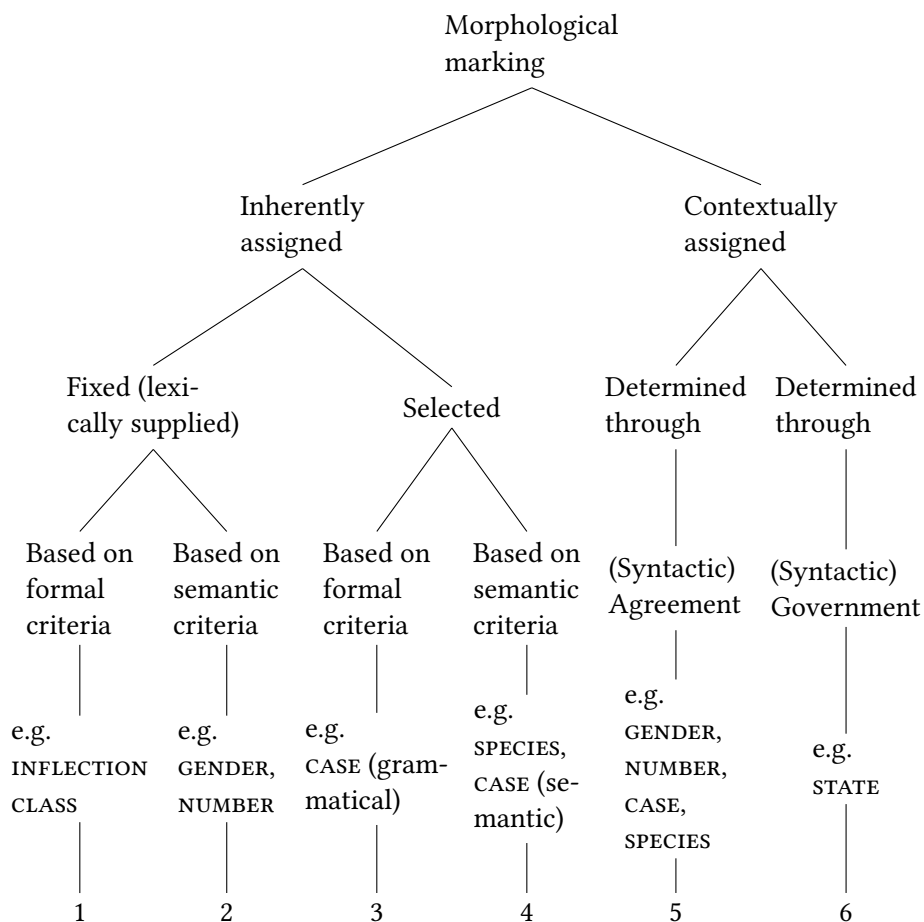 Morphological
marking
Inherently
assigned
Contextually
assigned
Fixed (lexi-
cally supplied)
Selected
Determined
through
Determined
through
Based on
formal
criteria
Based on
semantic
criteria
Based on
formal
criteria
Based on
semantic
criteria
(Syntactic)
Agreement
(Syntactic)
Government
e.g.
INFLECTION
CLASS
e.g.
GENDER,
NUMBER
e.g.
CASE (gram-
matical)
e.g.
SPECIES,
CASE (se-
mantic)
e.g.
GENDER,
NUMBER,
CASE,
SPECIES
e.g.
STATE
1
2
3
4
5
6